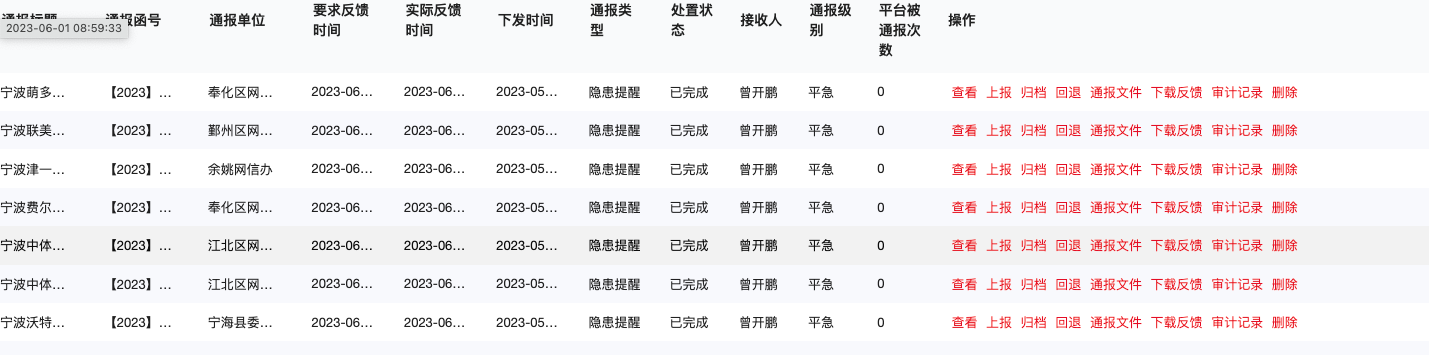 通报标题 通报函号 通报单位 要求反馈时间 实际反馈时间 下发时间 通报类型 处置状态 接收人 通报级别 平台被通报次数 操作
2023-06-01 08:59:33
宁波萌多... 【2023】... 奉化区网... 2023-06... 2023-06... 2023-05... 隐患提醒 已完成 曾开鹏 平急 0 查看 上报 归档 回退 通报文件 下载反馈 审计记录 删除
宁波联美... 【2023】... 鄞州区网... 2023-06... 2023-06... 2023-05... 隐患提醒 已完成 曾开鹏 平急 0 查看 上报 归档 回退 通报文件 下载反馈 审计记录 删除
宁波津一... 【2023】... 余姚网信办 2023-06... 2023-06... 2023-05... 隐患提醒 已完成 曾开鹏 平急 0 查看 上报 归档 回退 通报文件 下载反馈 审计记录 删除
宁波费尔... 【2023】... 奉化区网... 2023-06... 2023-06... 2023-05... 隐患提醒 已完成 曾开鹏 平急 0 查看 上报 归档 回退 通报文件 下载反馈 审计记录 删除
宁波中体... 【2023】... 江北区网... 2023-06... 2023-06... 2023-05... 隐患提醒 已完成 曾开鹏 平急 0 查看 上报 归档 回退 通报文件 下载反馈 审计记录 删除
宁波中体... 【2023】... 江北区网... 2023-06... 2023-06... 2023-05... 隐患提醒 已完成 曾开鹏 平急 0 查看 上报 归档 回退 通报文件 下载反馈 审计记录 删除
宁波沃特... 【2023】... 宁海县委... 2023-06... 2023-06... 2023-05... 隐患提醒 已完成 曾开鹏 平急 0 查看 上报 归档 回退 通报文件 下载反馈 审计记录 删除